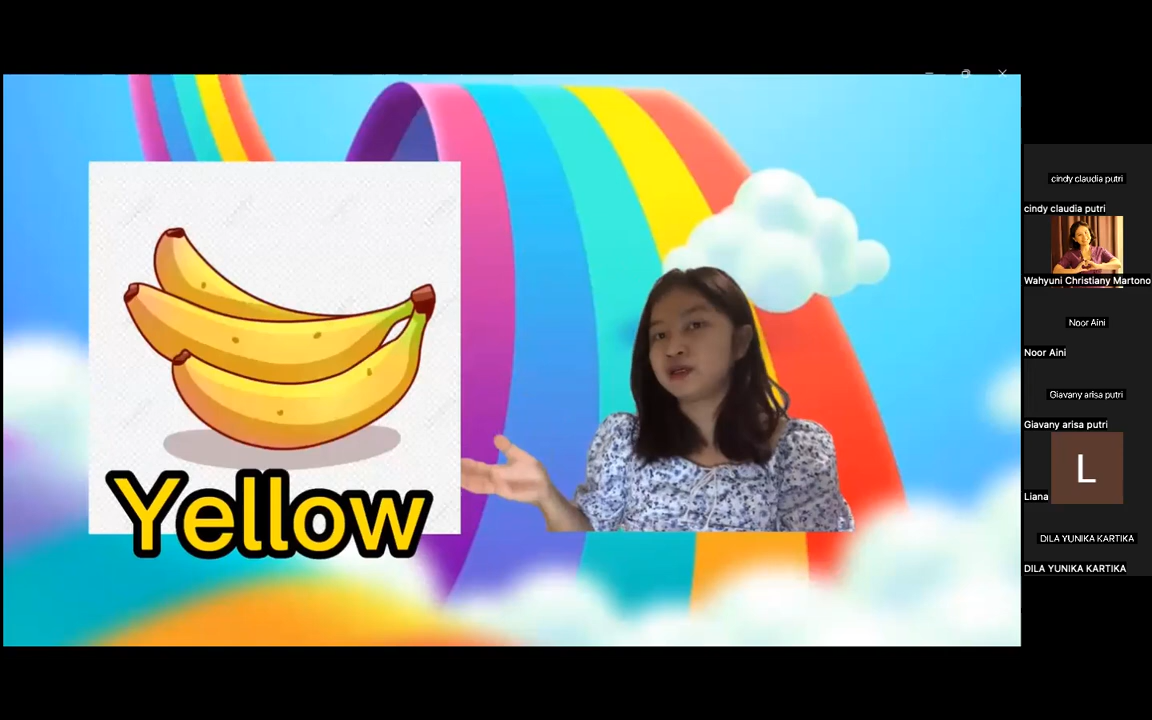 Yellow
cindy claudia putri
cindy claudia putri
Wahyuni Christiany Martono
Noor Aini
Noor Aini
Giavany arisa putri
Giavany arisa putri
L
Liana
DILA YUNIKA KARTIKA
DILA YUNIKA KARTIKA